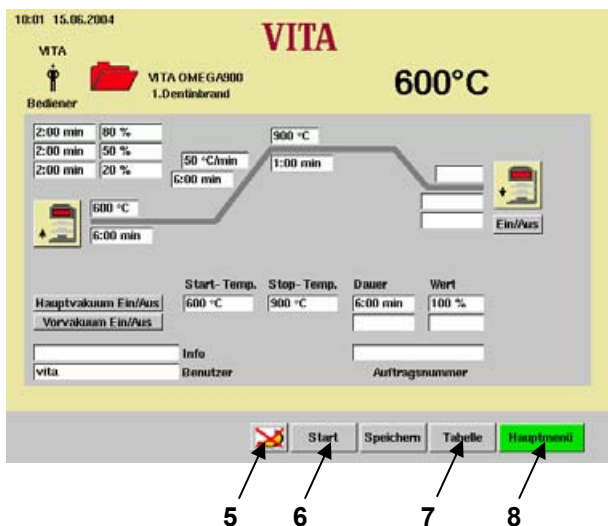 10:01 15.06.2004
VITA
VITA
VITA OMEGA900
1.Dentinbrand
600°C
Bediener
2:00 min 80 %
2:00 min 50 %
2:00 min 20 %
50 °C/min
6:00 min
900 °C
1:00 min
600 °C
6:00 min
Ein/Aus
Start-Temp. Stop-Temp. Dauer Wert
Hauptvakuum Ein/Aus 600 °C 900 °C 6:00 min 100 %
Vorvakuum Ein/Aus
Info
vita Benutzer Auftragsnummer
Start Speichern Tabelle Hauptmenü
5 6 7 8